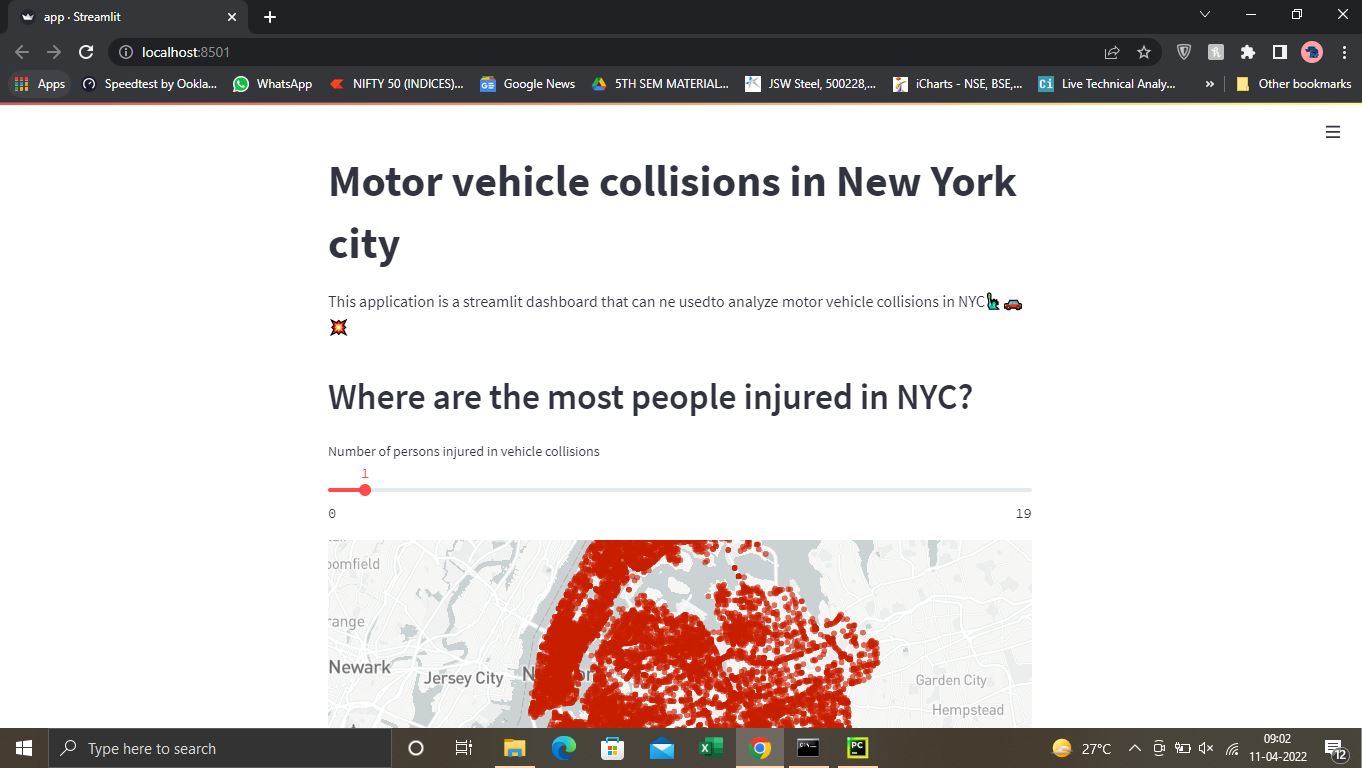 app · Streamlit
localhost:8501
Apps
Speedtest by Ookla...
WhatsApp
NIFTY 50 (INDICES)...
Google News
5TH SEM MATERIAL...
JSW Steel, 500228,...
iCharts - NSE, BSE,...
Live Technical Analy...
»
Other bookmarks
Motor vehicle collisions in New York
city
This application is a streamlit dashboard that can ne usedto analyze motor vehicle collisions in NYC🗽🚗
💥
Where are the most people injured in NYC?
Number of persons injured in vehicle collisions
1
0
19
Newark
Jersey City
Garden City
Hempstead
Type here to search
27°C
09:02
11-04-2022
12